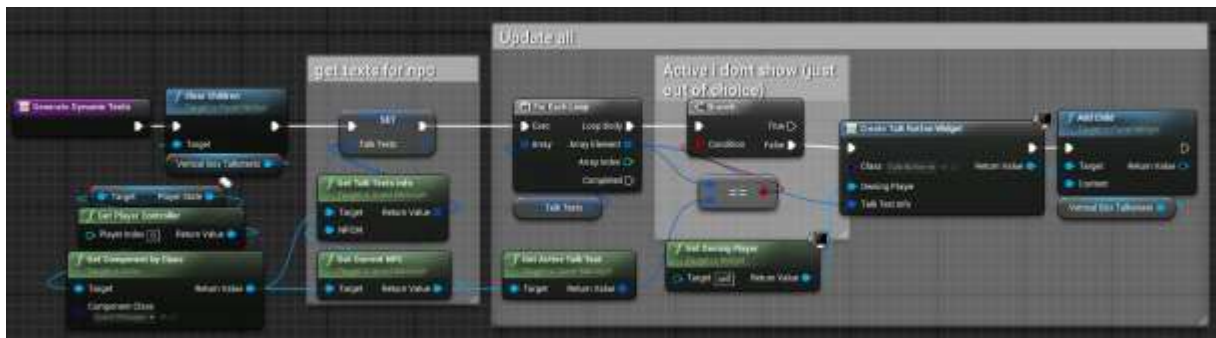 Update all
get texts for npc
Active i dont show (just
out of choice)
Generate Dynamic Texts
Clear Children
Target
Vertical Box Talktexts
SET
Talk Texts
For Each Loop
Exec
Loop Body
Array
Array Element
Array Index
Completed
Talk Texts
Branch
True
Condition
False
==
Create Talk Button Widget
Class
Return Value
Owning Player
Talk Text Info
Add Child
Target
Return Value
Content
Vertical Box Talktexts
Target
Player State
Get Player Controller
Player Index
0
Return Value
Get Component by Class
Target
Return Value
Component Class
Get Talk Texts Info
Target
Return Value
Get Current NPC
Target
Return Value
Get Active Talk Text
Target
Return Value
Get Owning Player
Target
self
Return Value